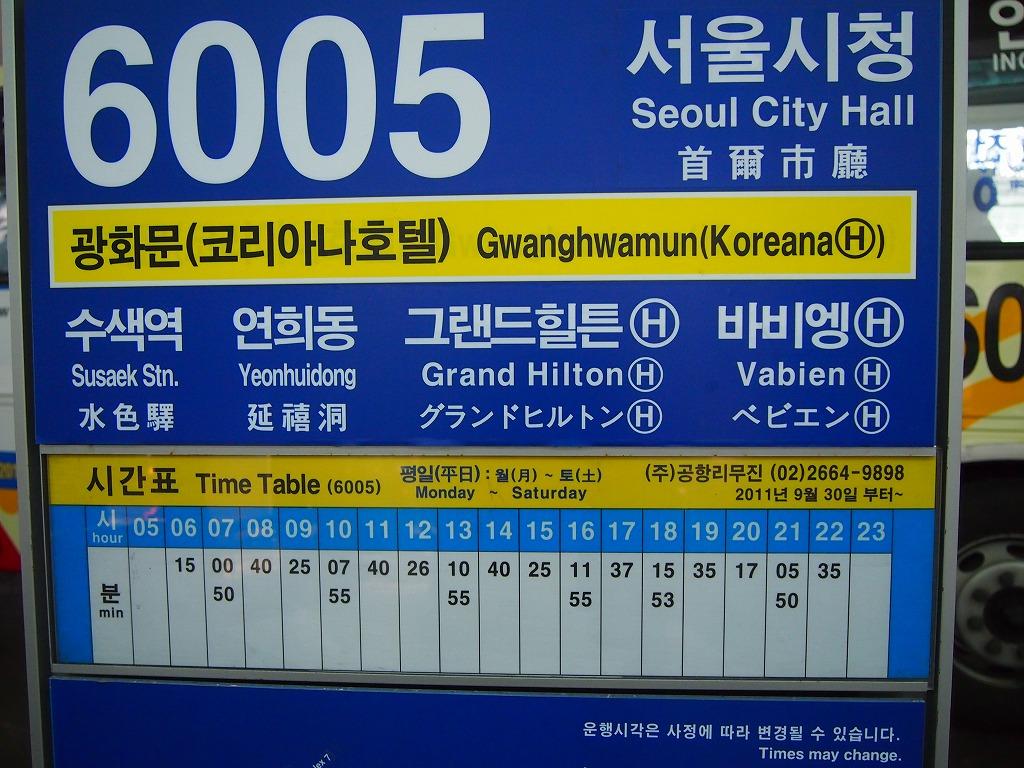 6005
서울시청
Seoul City Hall
首爾市廳
광화문(코리아나호텔) Gwanghwamun(KoreanaⒽ)
수색역 연희동 그랜드힐튼Ⓗ 바비엥Ⓗ
Susaek Stn. Yeonhuidong Grand HiltonⒽ VabienⒽ
水色驛 延禧洞 グランドヒルトンⒽ ベビエンⒽ
시간표 Time Table (6005)
평일(平日) : 월(月) ~ 토(土)
Monday ~ Saturday
(주)공항리무진 (02)2664-9898
2011년 9월 30일 부터~
시 05 06 07 08 09 10 11 12 13 14 15 16 17 18 19 20 21 22 23
hour
15 00 40 25 07 40 26 10 40 25 11 37 15 35 17 05 35
분 50 55 55 55 53 50
min
운행시각은 사정에 따라 변경될 수 있습니다.
Times may change.